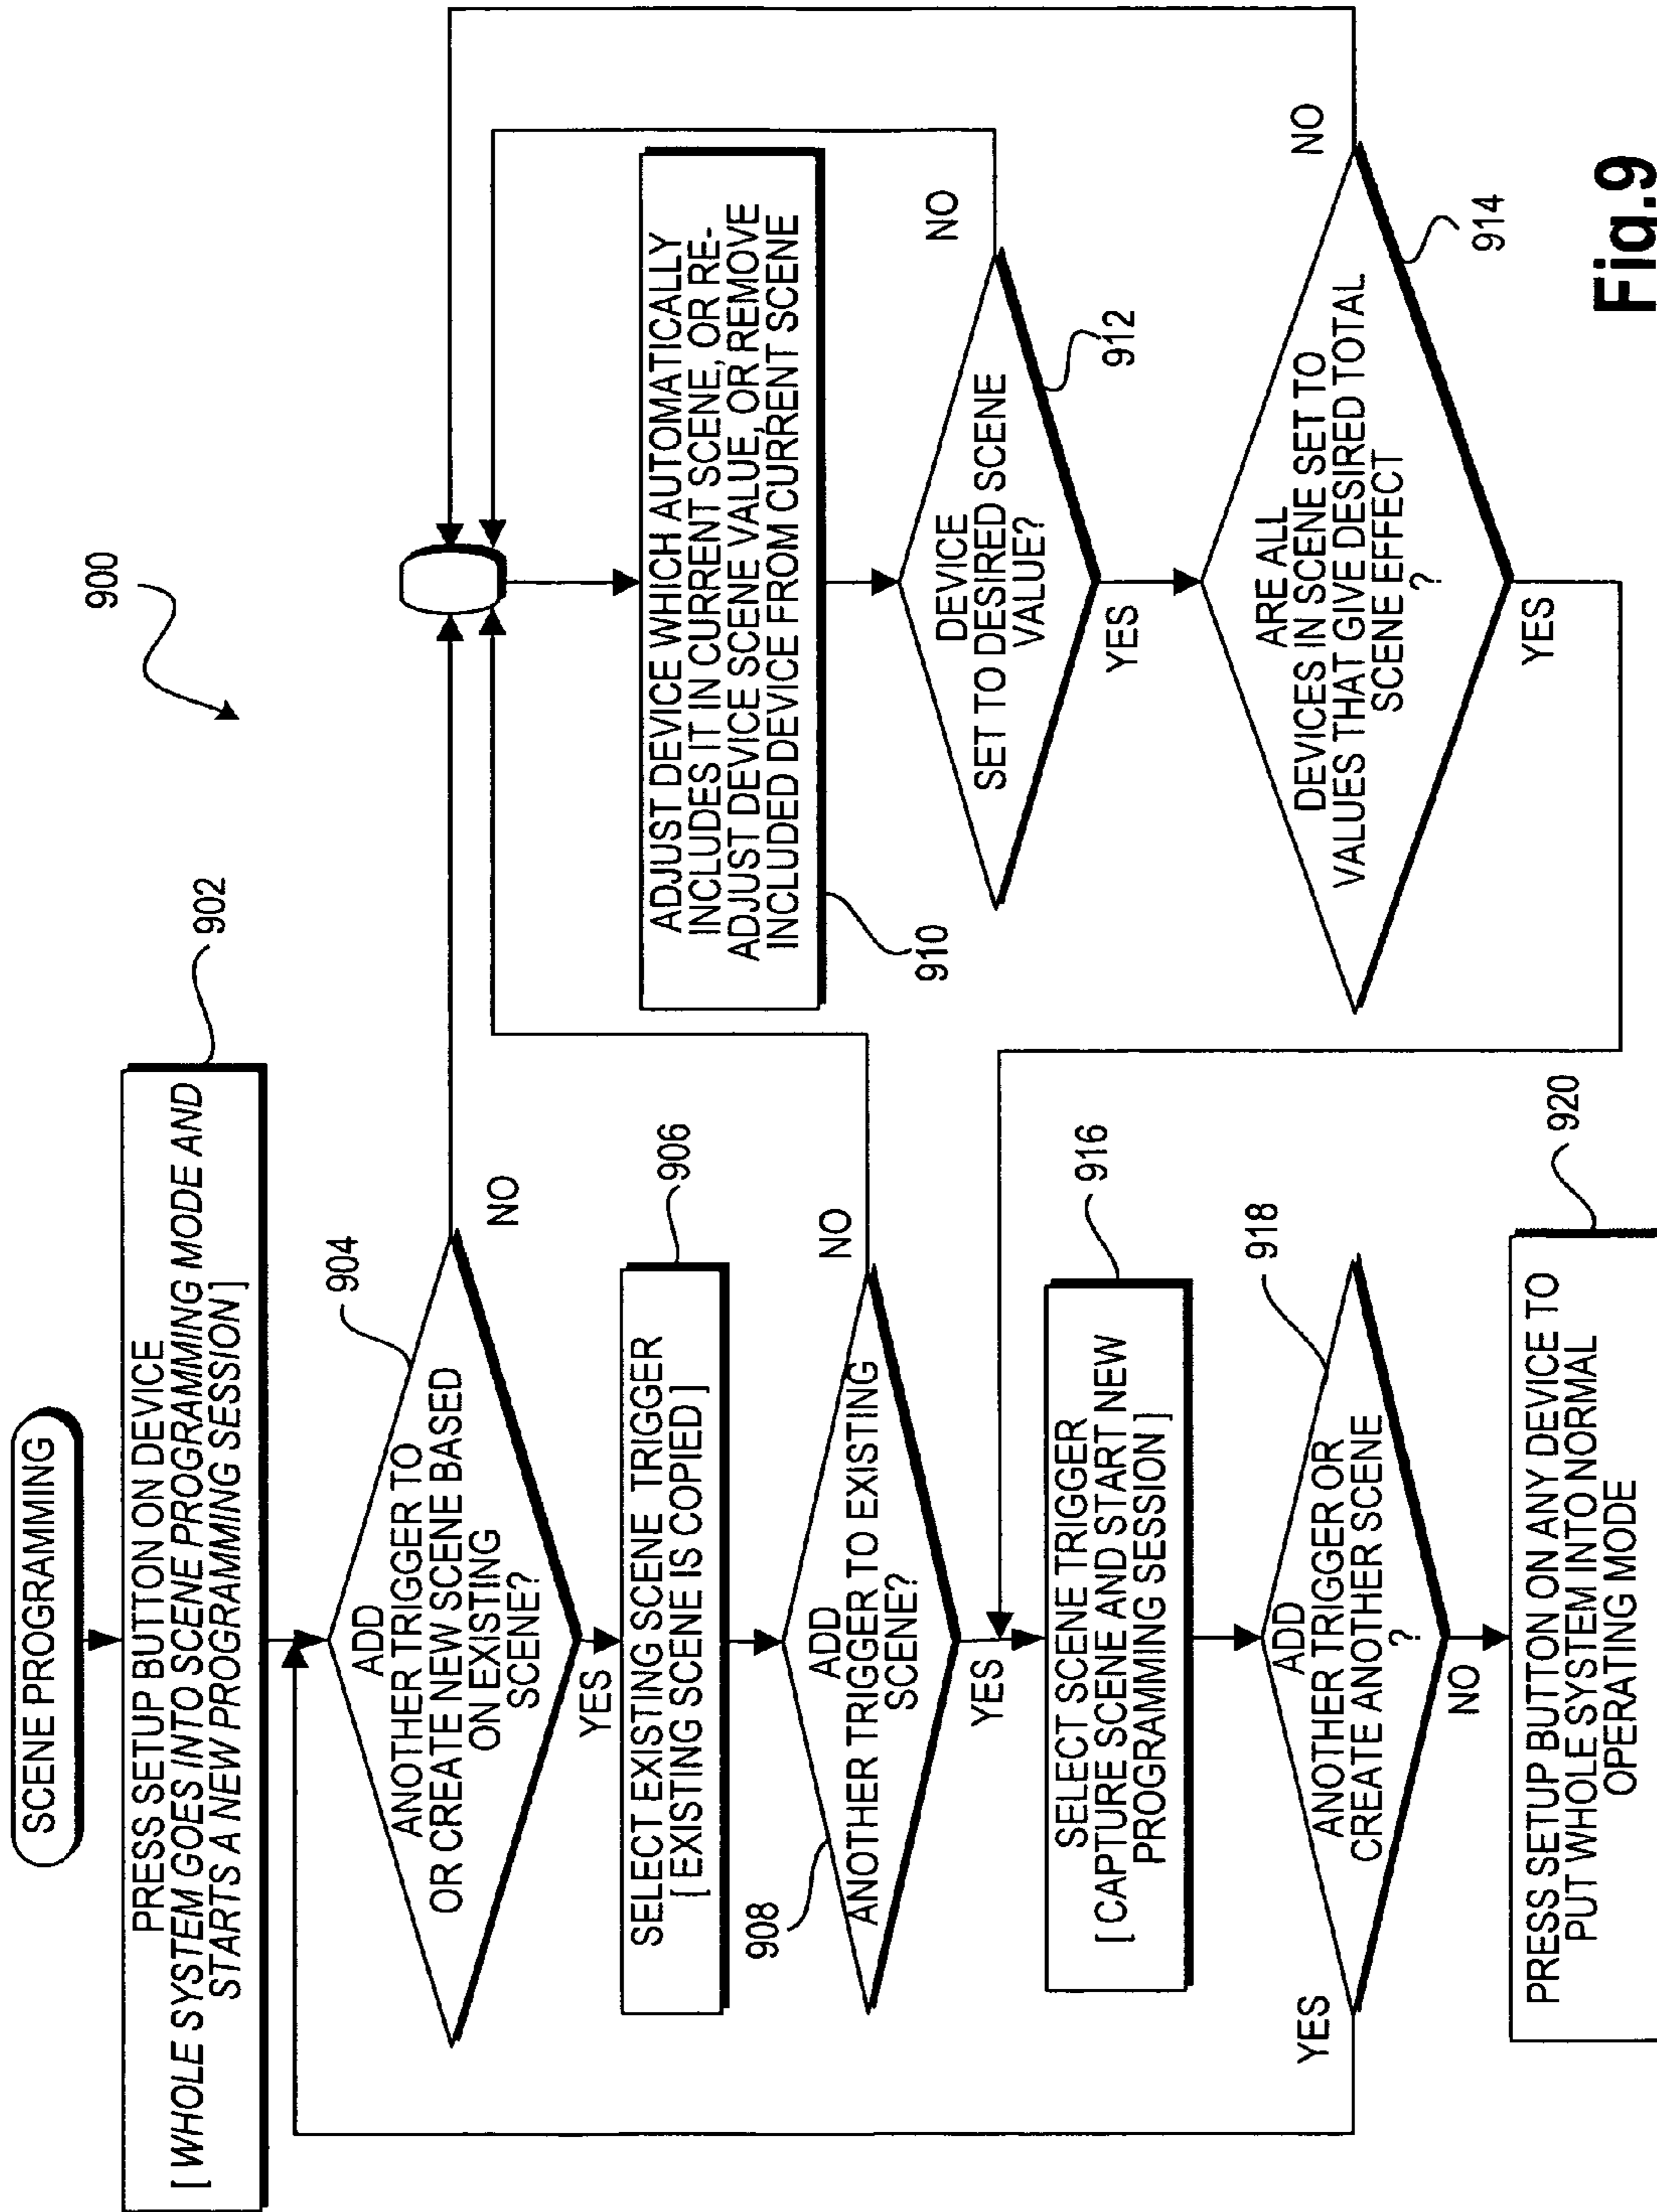 SCENE PROGRAMMING
900
PRESS SETUP BUTTON ON DEVICE
[ WHOLE SYSTEM GOES INTO SCENE PROGRAMMING MODE AND
STARTS A NEW PROGRAMMING SESSION ]
902
ADD
ANOTHER TRIGGER TO
OR CREATE NEW SCENE BASED
ON EXISTING
SCENE?
904
NO
YES
SELECT EXISTING SCENE TRIGGER
[ EXISTING SCENE IS COPIED ]
906
ADD
ANOTHER TRIGGER TO EXISTING
SCENE?
908
NO
YES
ADJUST DEVICE WHICH AUTOMATICALLY
INCLUDES IT IN CURRENT SCENE, OR RE-
ADJUST DEVICE SCENE VALUE, OR REMOVE
INCLUDED DEVICE FROM CURRENT SCENE
910
DEVICE
SET TO DESIRED SCENE
VALUE?
912
NO
YES
ARE ALL
DEVICES IN SCENE SET TO
VALUES THAT GIVE DESIRED TOTAL
SCENE EFFECT
?
914
NO
YES
SELECT SCENE TRIGGER
[ CAPTURE SCENE AND START NEW
PROGRAMMING SESSION ]
916
ADD
ANOTHER TRIGGER OR
CREATE ANOTHER SCENE
?
918
YES
NO
PRESS SETUP BUTTON ON ANY DEVICE TO
PUT WHOLE SYSTEM INTO NORMAL
OPERATING MODE
920
Fig.9